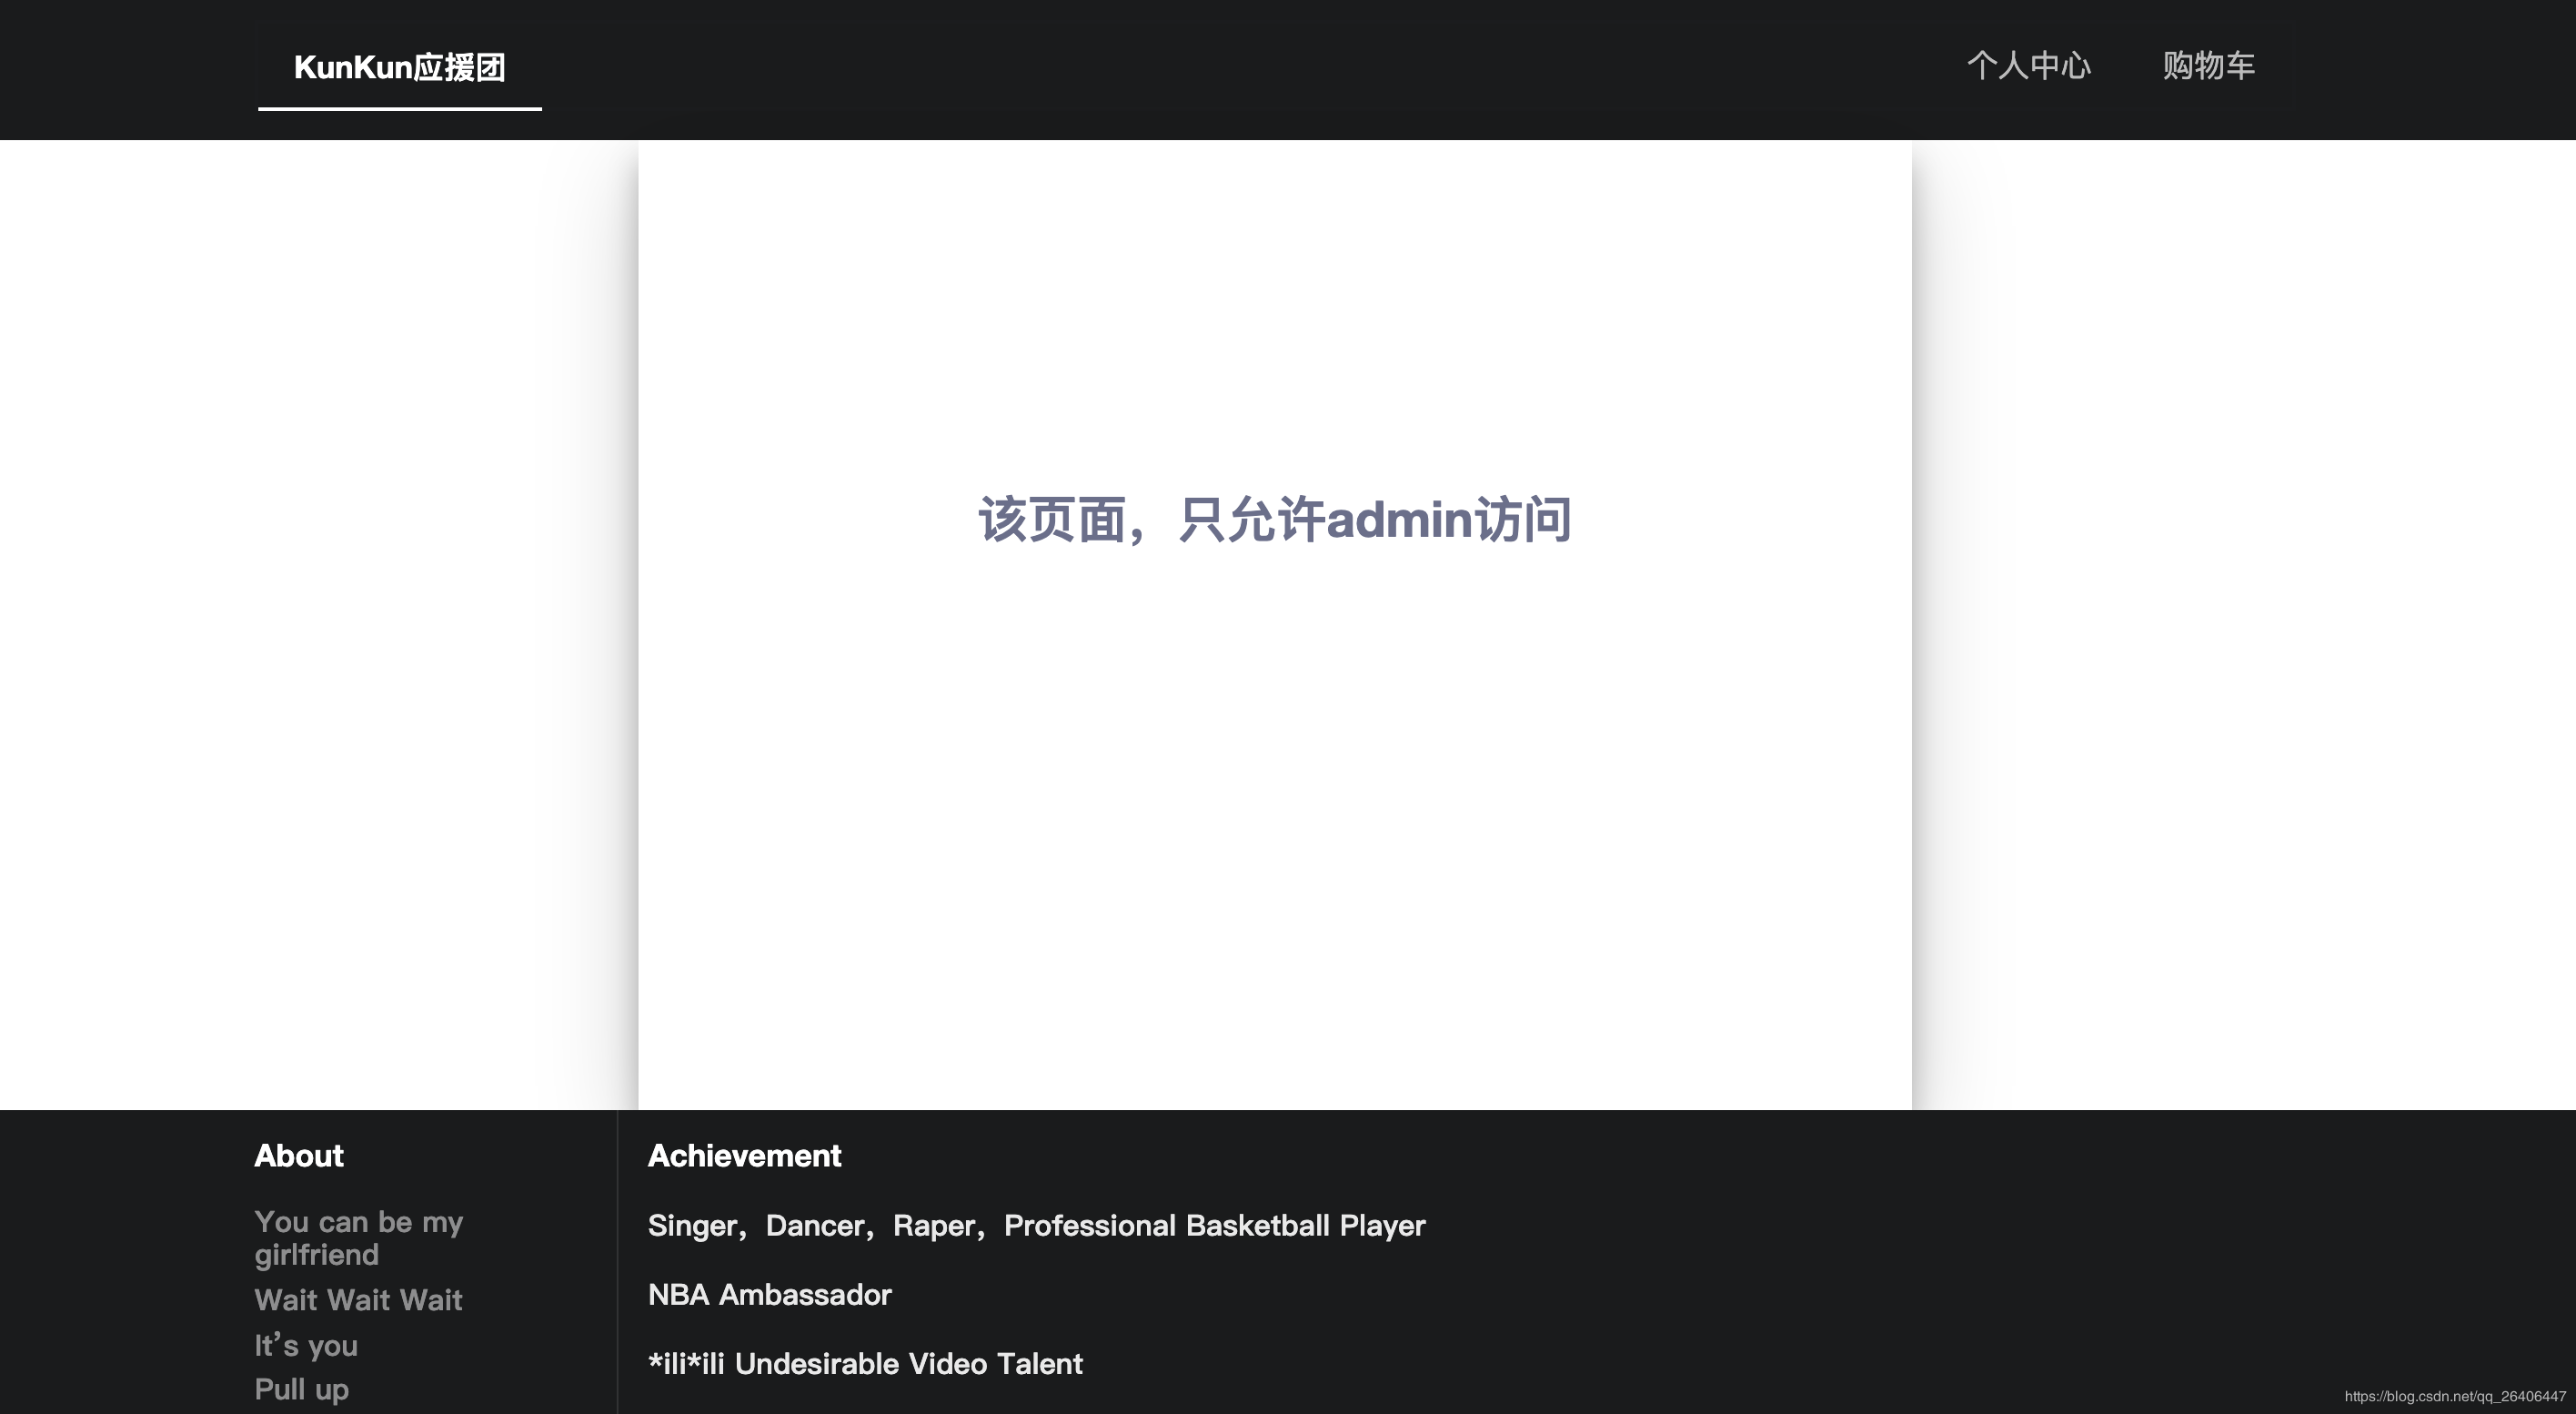 KunKun应援团
个人中心
购物车
该页面，只允许admin访问
About
You can be my
girlfriend
Wait Wait Wait
It's you
Pull up
Achievement
Singer，Dancer，Raper，Professional Basketball Player
NBA Ambassador
*ili*ili Undesirable Video Talent
https://blog.csdn.net/qq_26406447